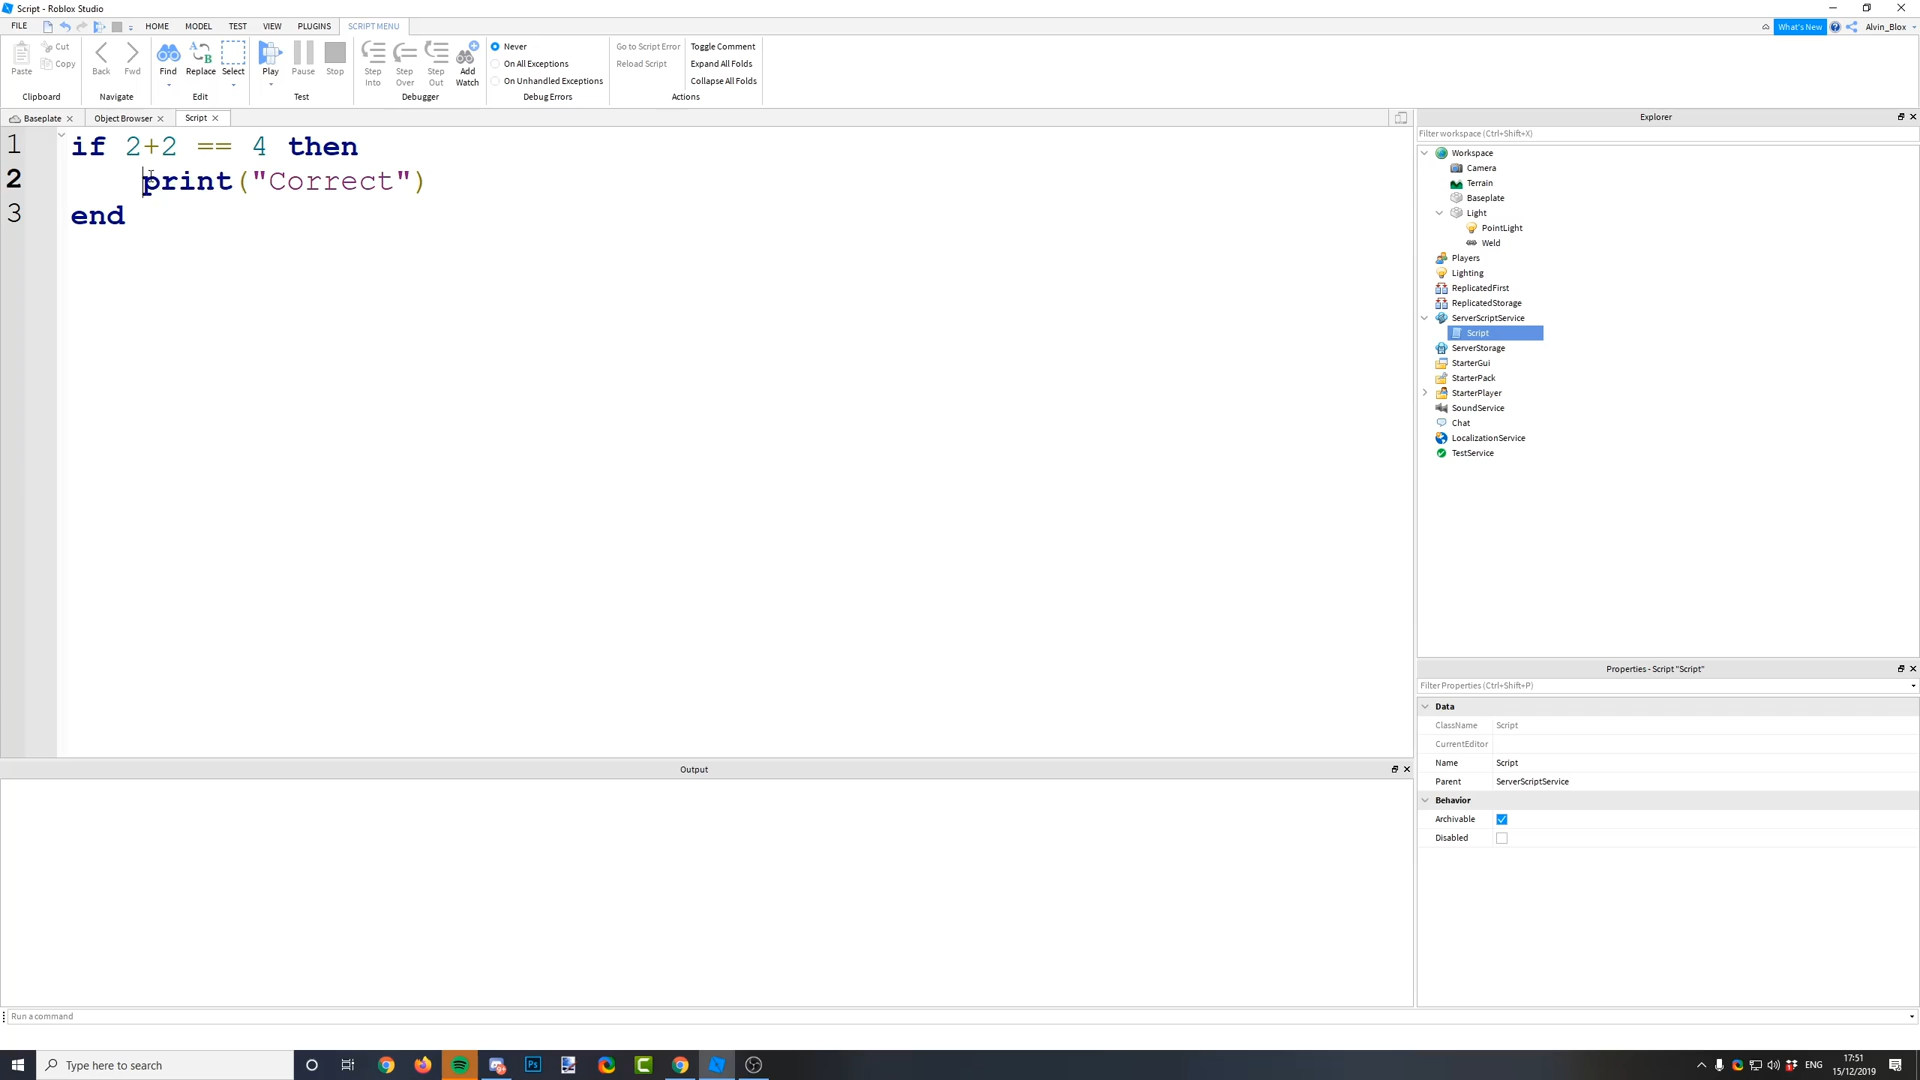 Script - Roblox Studio
FILE HOME MODEL TEST VIEW PLUGINS SCRIPT MENU What's New Alvin_Blox
Paste Cut Copy Back Fwd Find Replace Select Play Pause Stop Step Into Step Over Step Out Add Watch
Never
On All Exceptions
On Unhandled Exceptions
Go to Script Error
Reload Script
Toggle Comment
Expand All Folds
Collapse All Folds
Clipboard Navigate Edit Test Debugger Debug Errors Actions
Baseplate Object Browser Script
1 if 2+2 == 4 then
2 print("Correct")
3 end
Explorer
Filter workspace (Ctrl+Shift+X)
Workspace
Camera
Terrain
Baseplate
Light
PointLight
Weld
Players
Lighting
ReplicatedFirst
ReplicatedStorage
ServerScriptService
Script
ServerStorage
StarterGui
StarterPack
StarterPlayer
SoundService
Chat
LocalizationService
TestService
Properties - Script "Script"
Filter Properties (Ctrl+Shift+P)
Data
ClassName Script
CurrentEditor
Name Script
Parent ServerScriptService
Behavior
Archivable
Disabled
Output
Run a command
Type here to search
Ps
ENG
17:51
15/12/2019